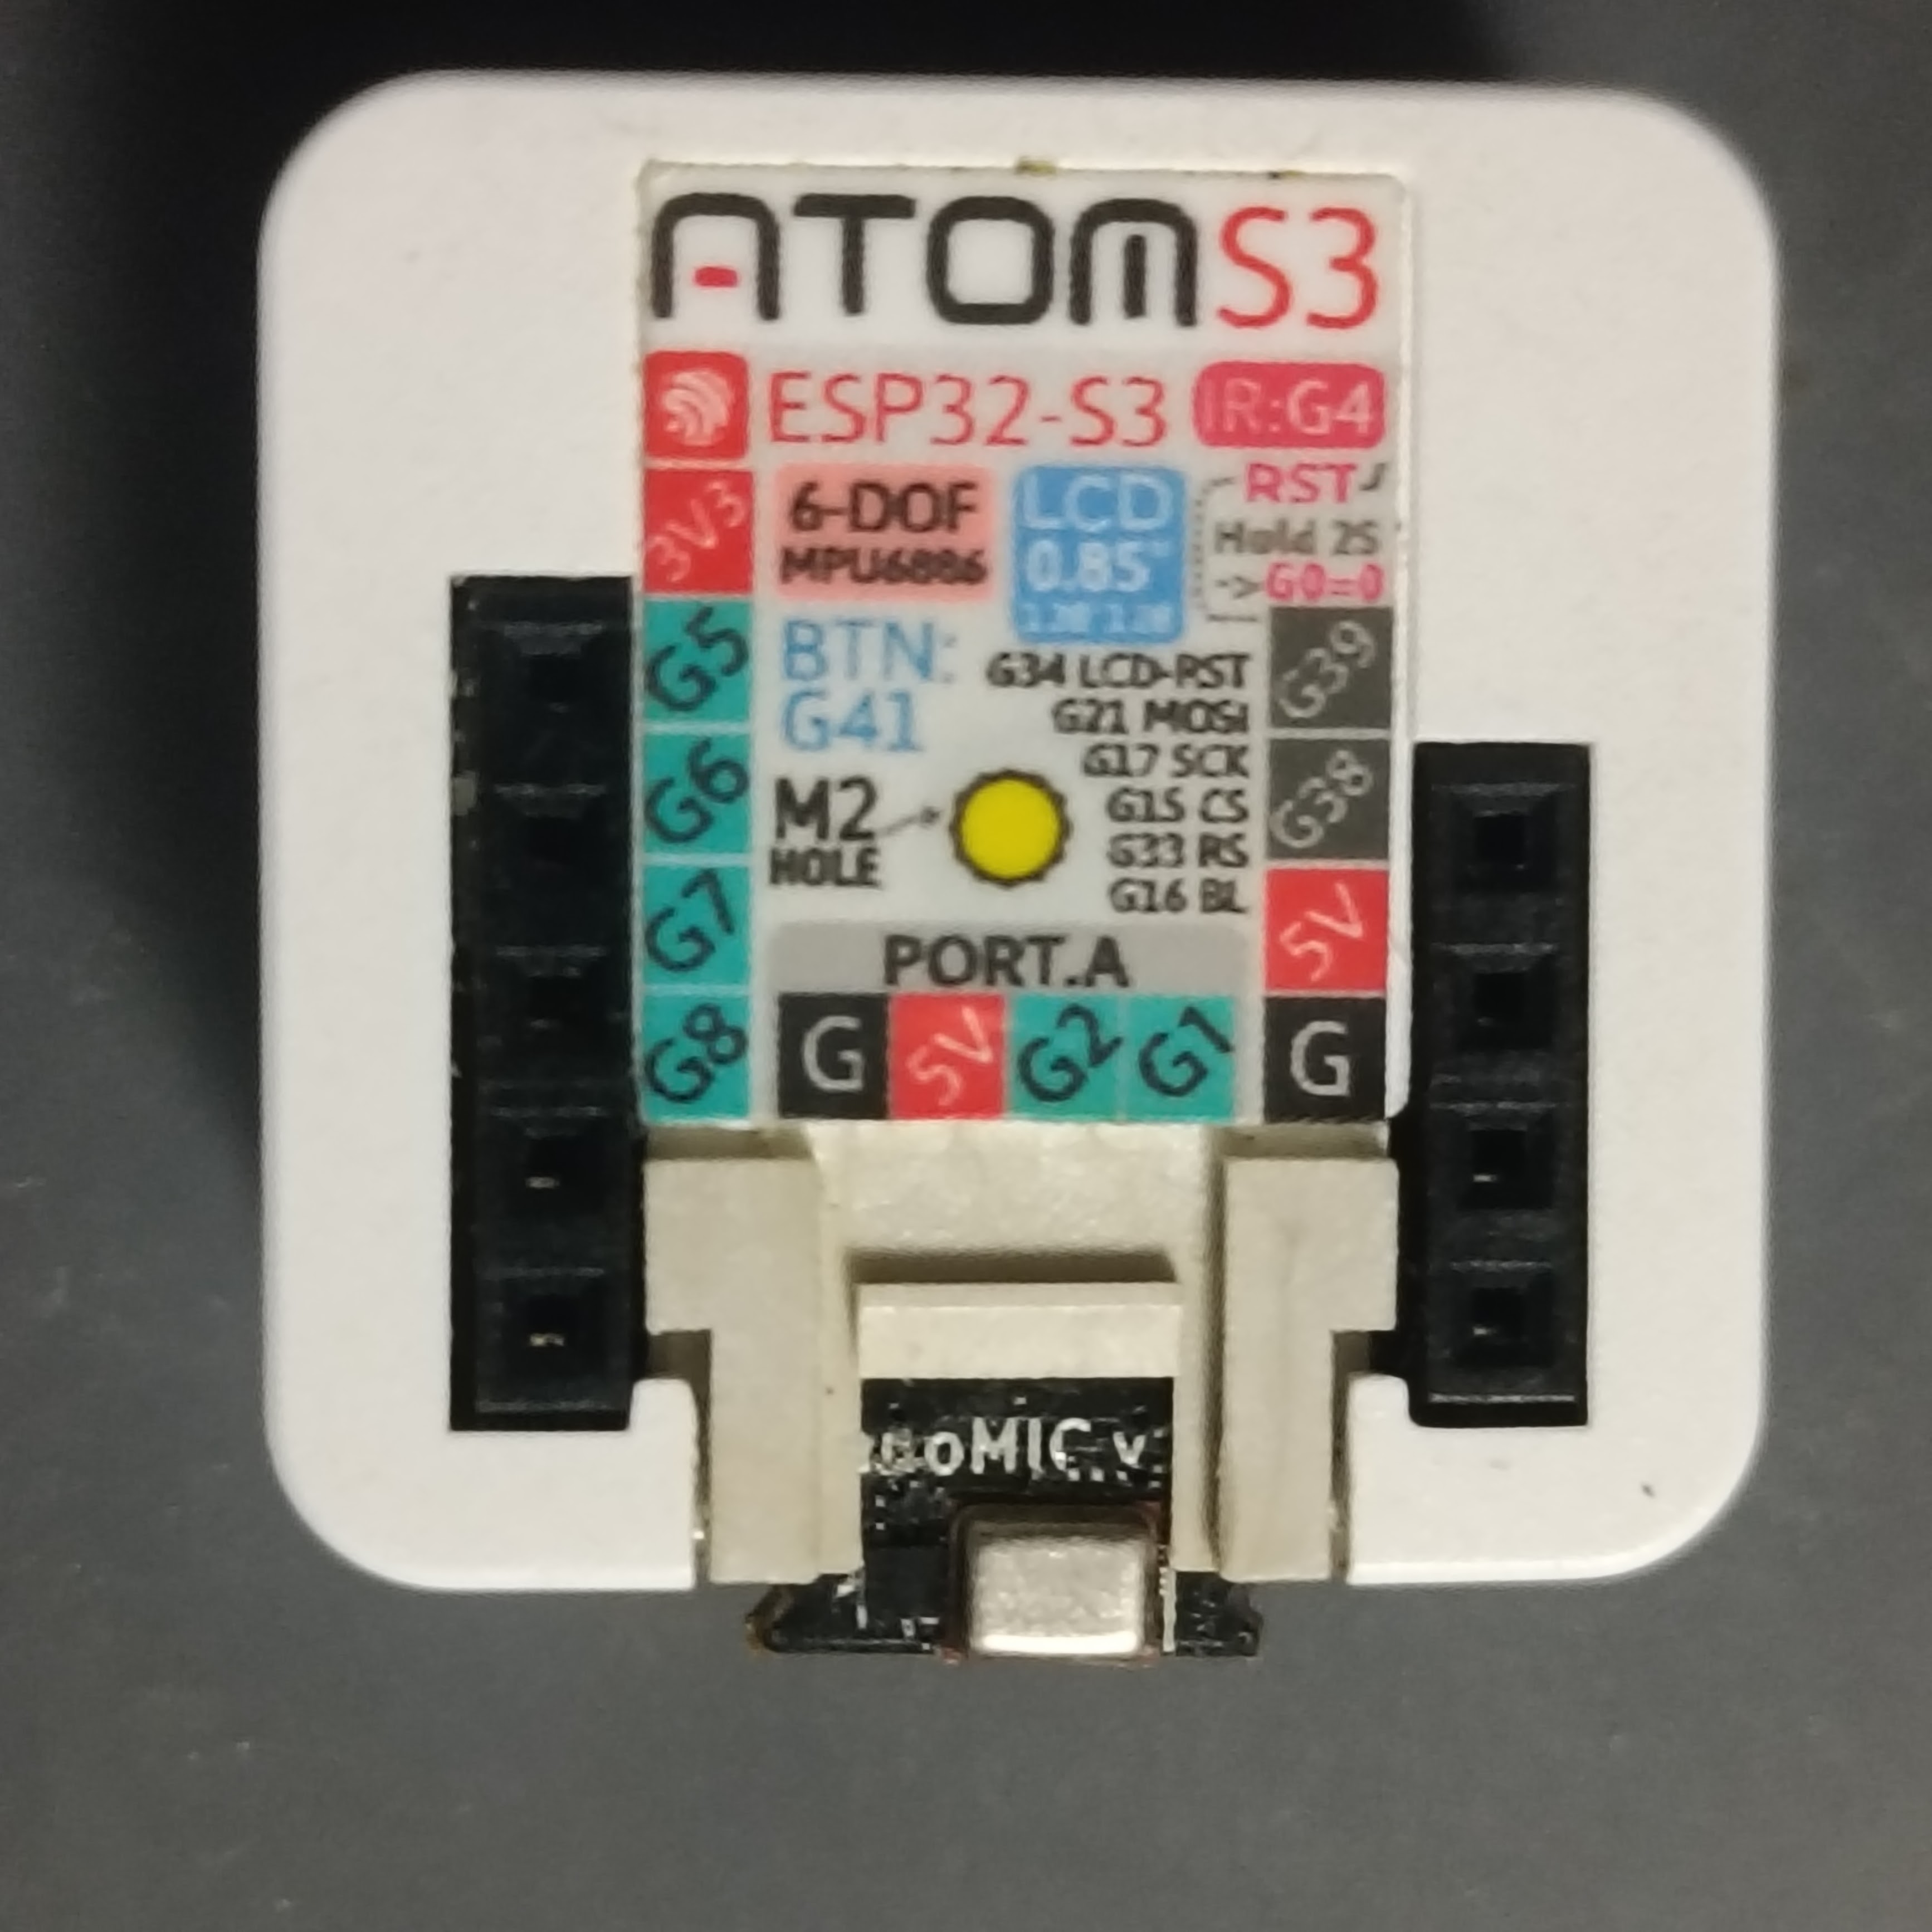 ATOMS3
ESP32-S3 IR:G4
3V3
6-DOF
MPU6886
LCD
0.85"
RST
Hold 2S
->G0=0
G5
G6
G7
G8
BTN:
G41
M2
HOLE
G34 LCD-RST
G21 MOSI
G17 SCK
G15 CS
G33 RS
G16 BL
G39
G38
5V
G
PORT.A
G 5V G2 G1
MIC v